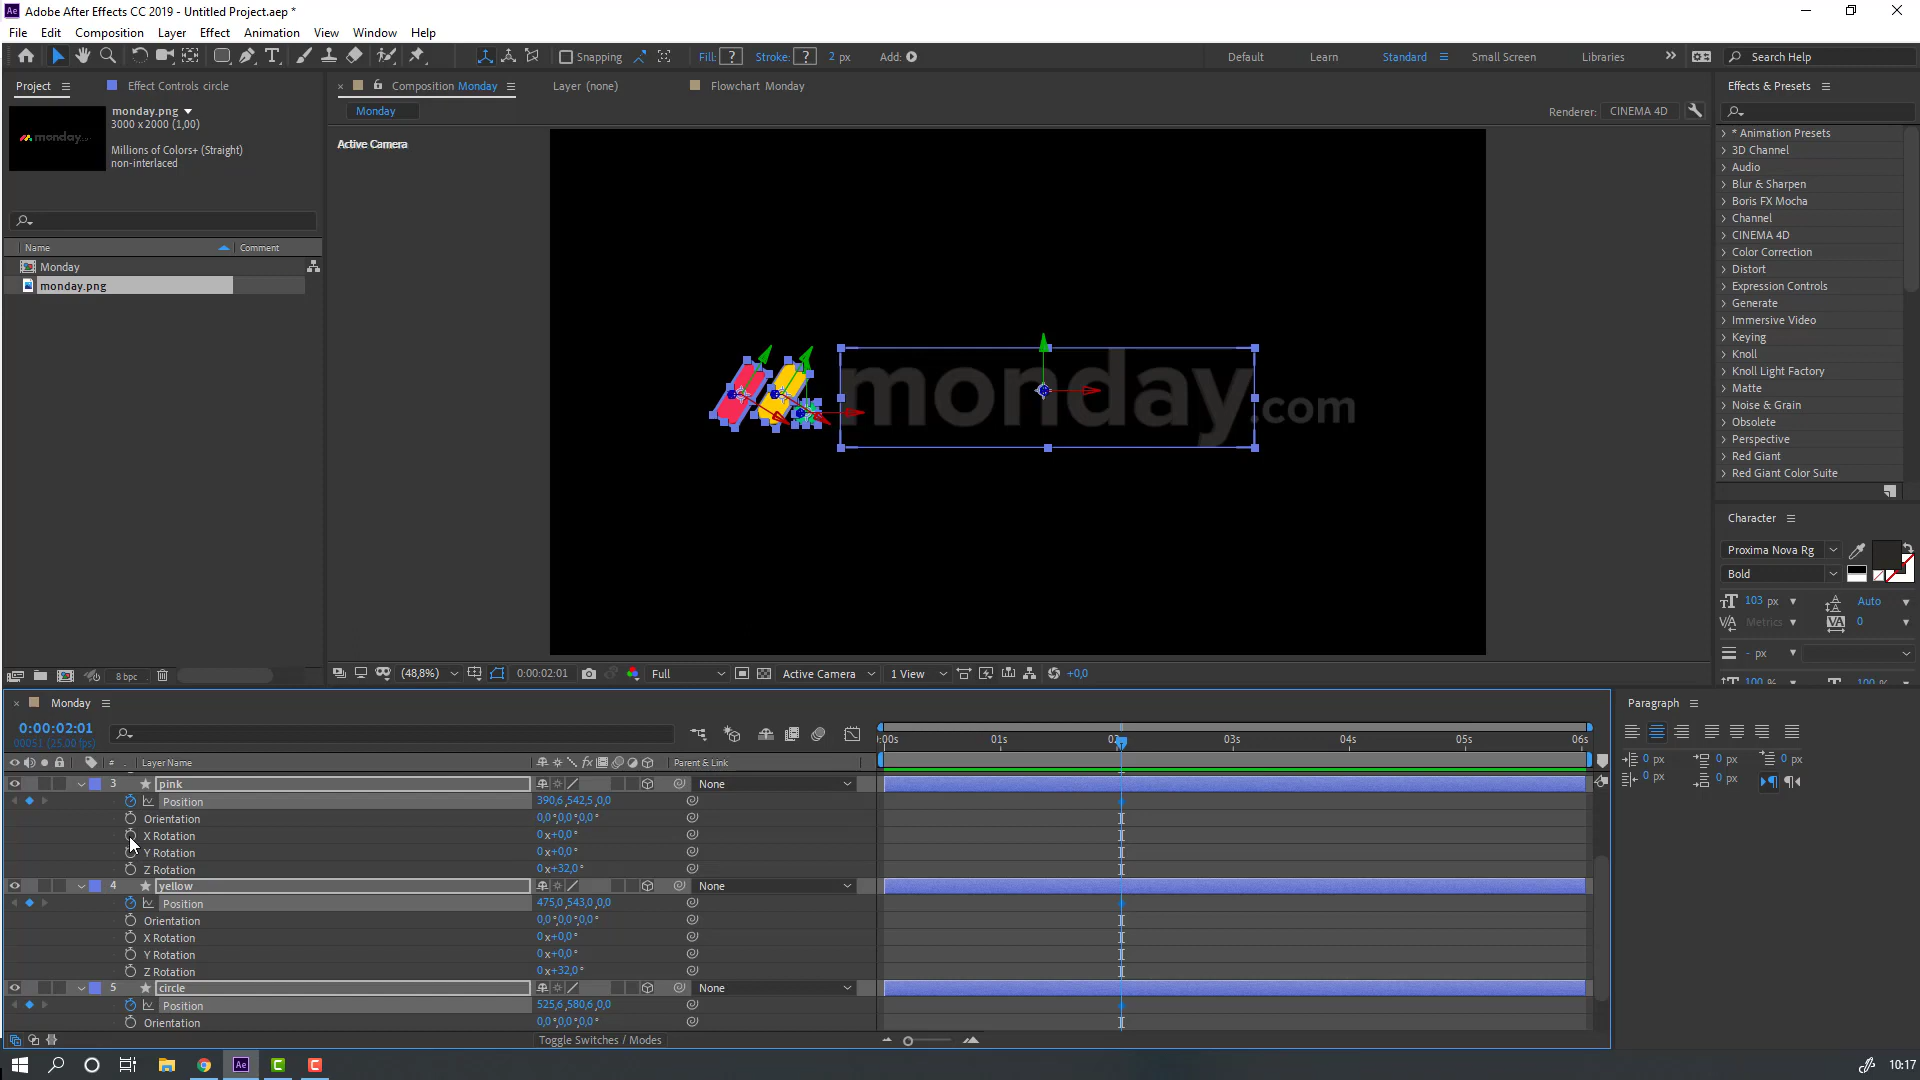 Adobe After Effects CC 2019 - Untitled Project.aep *
File Edit Composition Layer Effect Animation View Window Help
Snapping Fill: ? Stroke: ? 2 px Add: Default Learn Standard Small Screen Libraries Search Help
Project Effect Controls circle Composition Monday Layer (none) Flowchart Monday Effects & Presets
monday.png
3000 x 2000 (1,00)
Millions of Colors+ (Straight)
non-interlaced
Monday Renderer: CINEMA 4D
Active Camera
Name Comment
Monday
monday.png
monday.com
* Animation Presets
3D Channel
Audio
Blur & Sharpen
Boris FX Mocha
Channel
CINEMA 4D
Color Correction
Distort
Expression Controls
Generate
Immersive Video
Keying
Knoll
Knoll Light Factory
Matte
Noise & Grain
Obsolete
Perspective
Red Giant
Red Giant Color Suite
Character
Proxima Nova Rg
Bold
103 px Auto
Metrics 0
- px
100 % 100 %
8 bpc (48,8%) 0:00:02:01 Full Active Camera 1 View +0,0
Monday
0:00:02:01
00051 (25.00 fps)
:00s 01s 02 03s 04s 05s 06s
# Layer Name Parent & Link
3 pink None
Position 390,6,542,5,0,0
Orientation 0,0°,0,0°,0,0°
X Rotation 0x+0,0°
Y Rotation 0x+0,0°
Z Rotation 0x+32,0°
4 yellow None
Position 475,0,543,0,0,0
Orientation 0,0°,0,0°,0,0°
X Rotation 0x+0,0°
Y Rotation 0x+0,0°
Z Rotation 0x+32,0°
5 circle None
Position 525,6,580,6,0,0
Orientation 0,0°,0,0°,0,0°
Toggle Switches / Modes
Paragraph
0 px 0 px 0 px
0 px 0 px
10:17